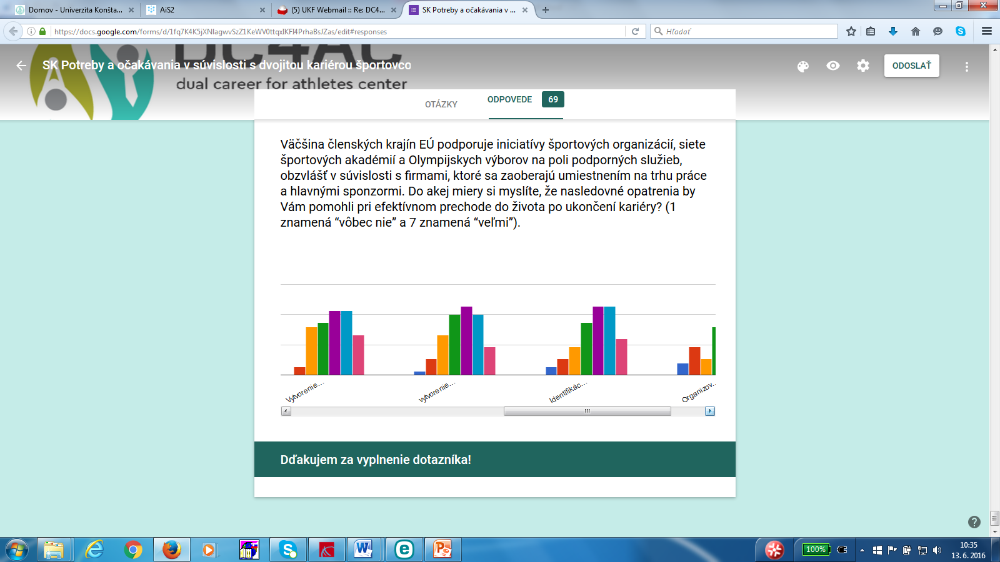 Domov - Univerzita Konšta...
AiS2
(5) UKF Webmail :: Re: DC4...
SK Potreby a očakávania v ...
https://docs.google.com/forms/d/1fq7K4K5jXNIagwvSzZ1KeWV0ttqxIKFI4PrhaBsJZas/edit#responses
Hľadať
DC4AC
SK Potreby a očakávania v súvislosti s dvojitou kariérou športovco
ODOSLAŤ
dual career for athletes center
OTÁZKY
ODPOVEDE 69
Väčšina členských krajín EÚ podporuje iniciatívy športových organizácií, siete
športových akadémií a Olympijskych výborov na poli podporných služieb,
obzvlášť v súvislosti s firmami, ktoré sa zaoberajú umiestnením na trhu práce
a hlavnými sponzormi. Do akej miery si myslíte, že nasledovné opatrenia by
Vám pomohli pri efektívnom prechode do života po ukončení kariéry? (1
znamená “vôbec nie” a 7 znamená “veľmi”).
Vytvorenie...
vytvorenie...
Identifikác...
Organizov...
Dďakujem za vyplnenie dotazníka!
100%
10:35
13. 6. 2016